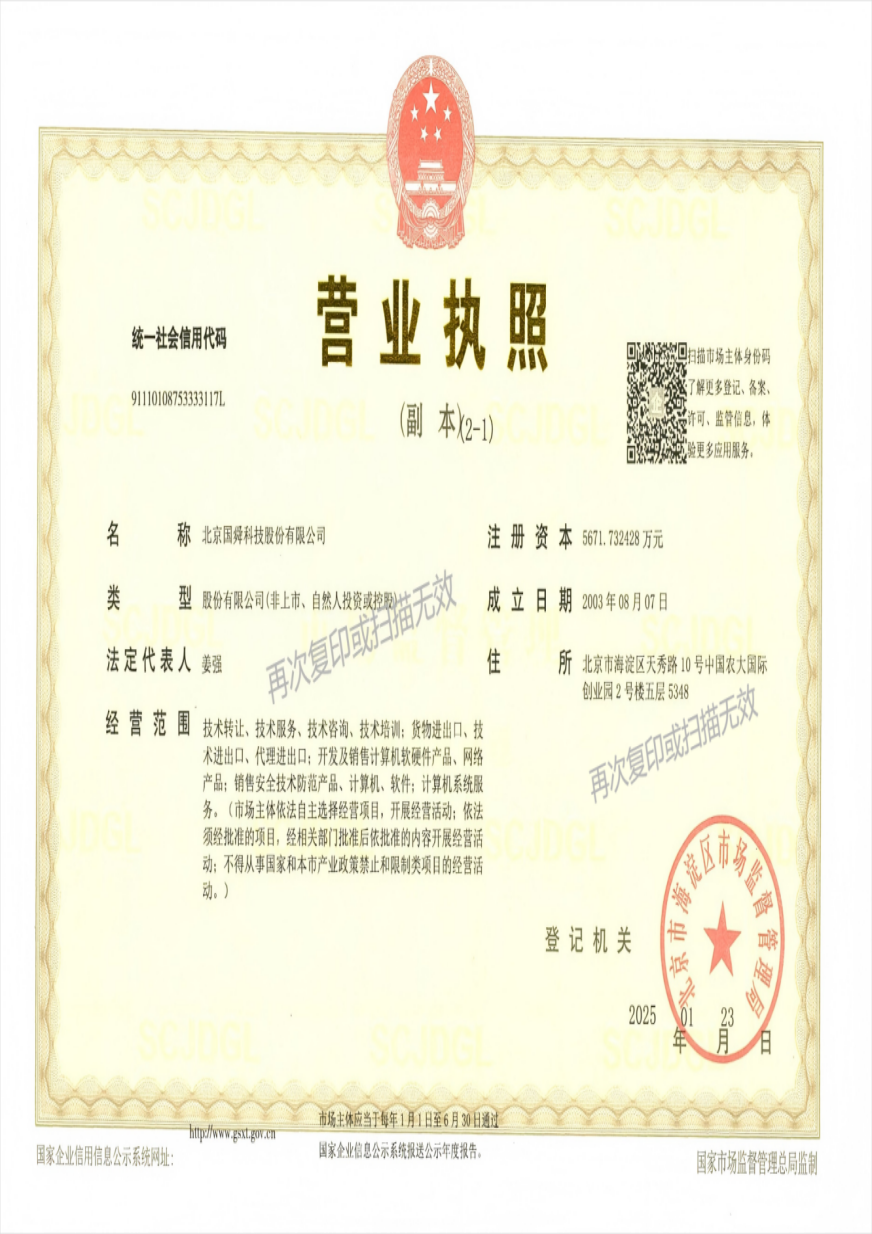 营业执照
(副 本)(2-1)
统一社会信用代码
91110108753333117L
扫描市场主体身份码
了解更多登记、备案、
许可、监管信息，体
验更多应用服务。
名 称 北京国舜科技股份有限公司
类 型 股份有限公司(非上市、自然人投资或控股)
法定代表人 姜强
经营范围 技术转让、技术服务、技术咨询、技术培训；货物进出口、技
术进出口、代理进出口；开发及销售计算机软硬件产品、网络
产品；销售安全技术防范产品、计算机、软件；计算机系统服
务。（市场主体依法自主选择经营项目，开展经营活动；依法
须经批准的项目，经相关部门批准后依批准的内容开展经营活
动；不得从事国家和本市产业政策禁止和限制类项目的经营活
动。）
注册资本 5671.732428 万元
成立日期 2003 年 08 月 07 日
住 所 北京市海淀区天秀路 10 号中国农大国际
创业园 2 号楼五层 5348
再次复印或扫描无效
再次复印或扫描无效
登记机关
北京市海淀区市场监督管理局
2025 年 01 月 23 日
国家企业信用信息公示系统网址：
http://www.gsxt.gov.cn
市场主体应当于每年 1 月 1 日至 6 月 30 日通过
国家企业信息公示系统报送公示年度报告。
国家市场监督管理总局监制
SCJDGL